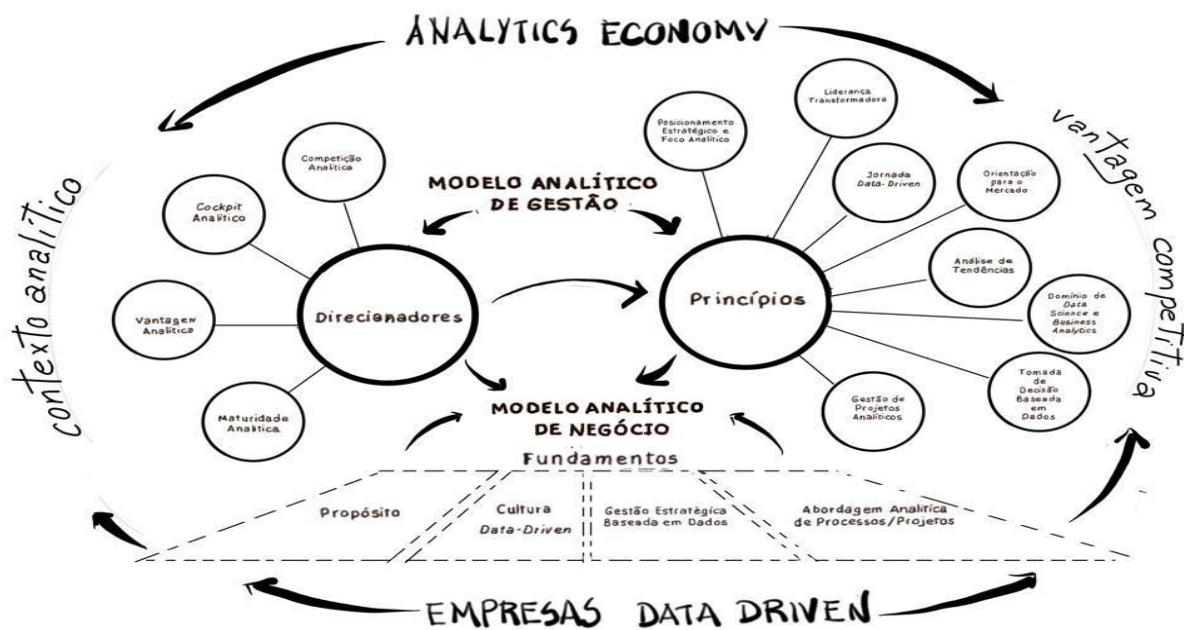 ANALYTICS ECONOMY
contexto analítico
vantagem competitiva
MODELO ANALÍTICO
DE GESTÃO
Competição
Analítica
Cockpit
Analítico
Vantagem
Analítica
Maturidade
Analítica
Direcionadores
Princípios
Posicionamento
Estratégico e
Foco Analítico
Liderança
Transformadora
Jornada
Data-Driven
Orientação
para o
Mercado
Análise de
Tendências
Domínio de
Data
Science e
Business
Analytics
Tomada
de
Decisão
Baseada
em
Dados
Gestão de
Projetos
Analíticos
MODELO ANALÍTICO
DE NEGÓCIO
Fundamentos
Propósito
Cultura
Data-Driven
Gestão Estratégica
Baseada em Dados
Abordagem Analítica
de Processos/Projetos
EMPRESAS DATA DRIVEN